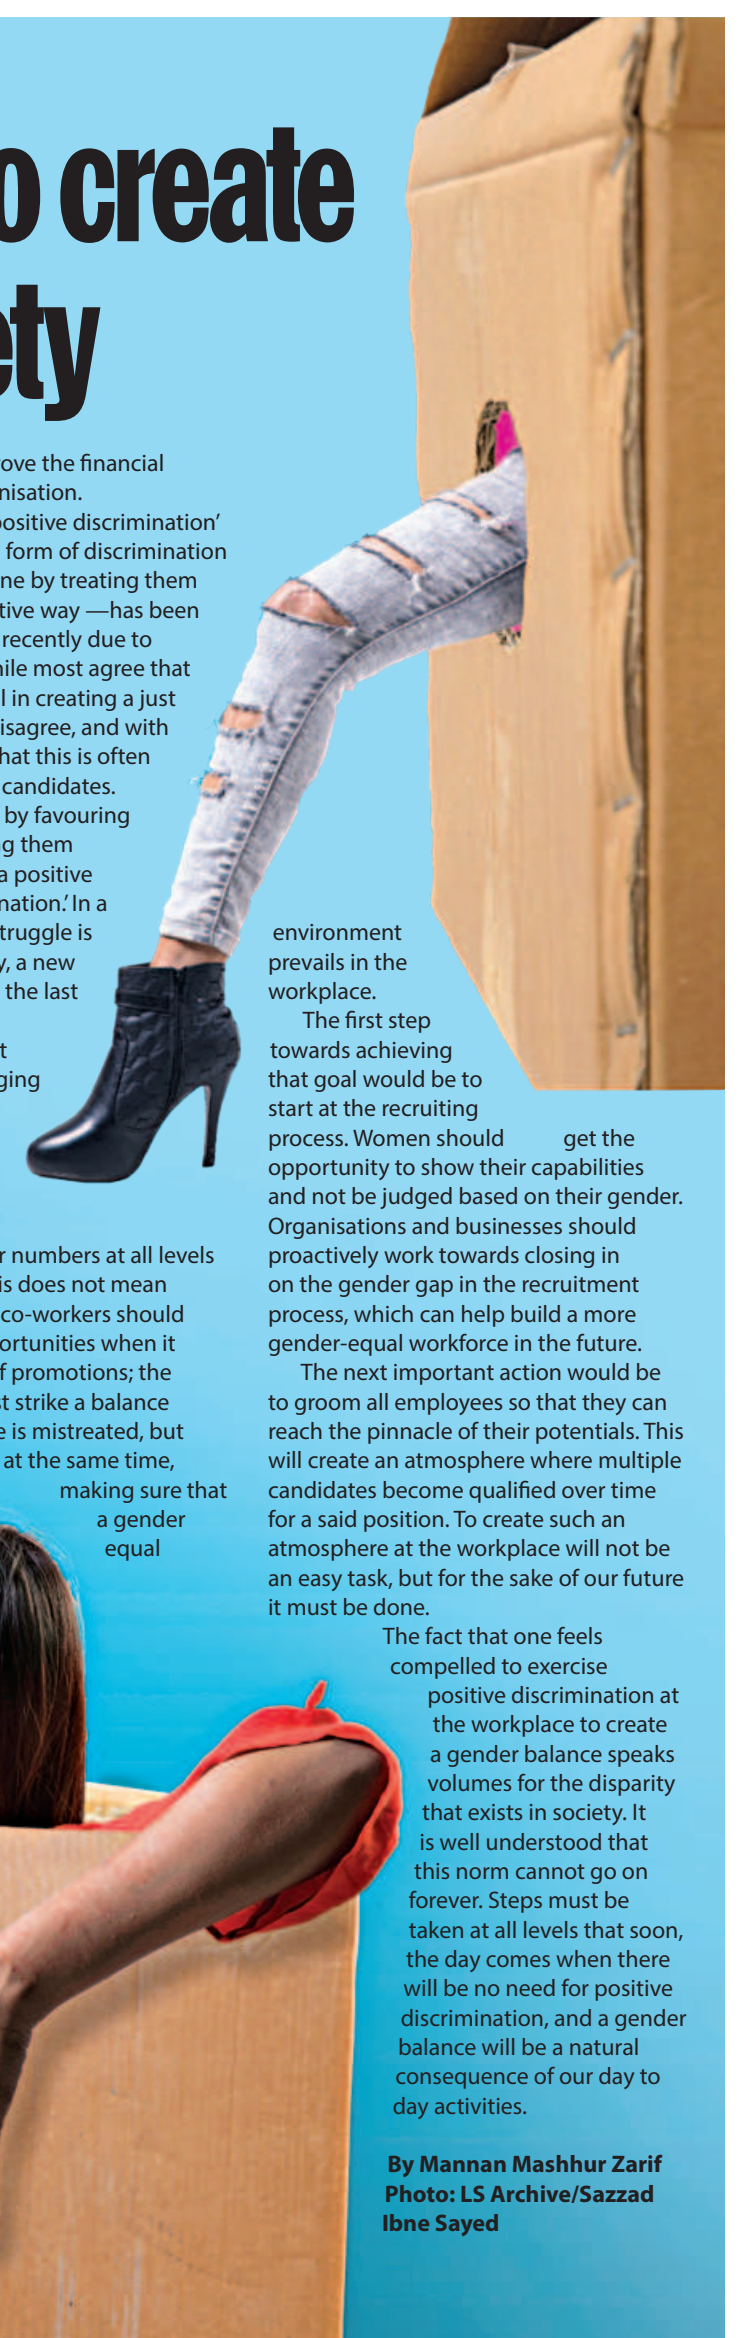 create
ove the financial
nisation.
positive discrimination'
form of discrimination
ne by treating them
tive way —has been
recently due to
ile most agree that
l in creating a just
isagree, and with
hat this is often
candidates.
by favouring
g them
a positive
nation.' In a
truggle is
y, a new
the last
t
ging
r numbers at all levels
is does not mean
co-workers should
ortunities when it
f promotions; the
t strike a balance
e is mistreated, but
at the same time,
making sure that
a gender
equal
environment
prevails in the
workplace.
The first step
towards achieving
that goal would be to
start at the recruiting
process. Women should get the
opportunity to show their capabilities
and not be judged based on their gender.
Organisations and businesses should
proactively work towards closing in
on the gender gap in the recruitment
process, which can help build a more
gender-equal workforce in the future.
The next important action would be
to groom all employees so that they can
reach the pinnacle of their potentials. This
will create an atmosphere where multiple
candidates become qualified over time
for a said position. To create such an
atmosphere at the workplace will not be
an easy task, but for the sake of our future
it must be done.
The fact that one feels
compelled to exercise
positive discrimination at
the workplace to create
a gender balance speaks
volumes for the disparity
that exists in society. It
is well understood that
this norm cannot go on
forever. Steps must be
taken at all levels that soon,
the day comes when there
will be no need for positive
discrimination, and a gender
balance will be a natural
consequence of our day to
day activities.
By Mannan Mashhur Zarif
Photo: LS Archive/Sazzad
Ibne Sayed